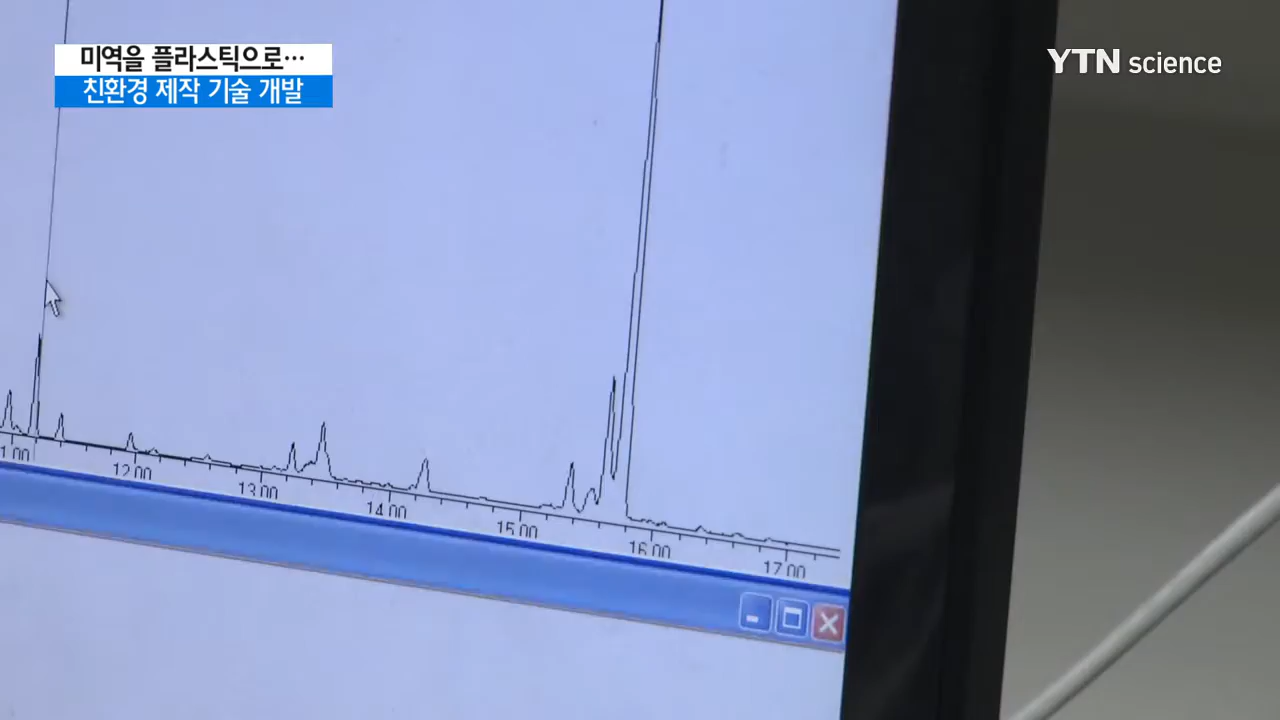 미역을 플라스틱으로…
친환경 제작 기술 개발
YTN science
12.00
13.00
14.00
15.00
16.00
17.00